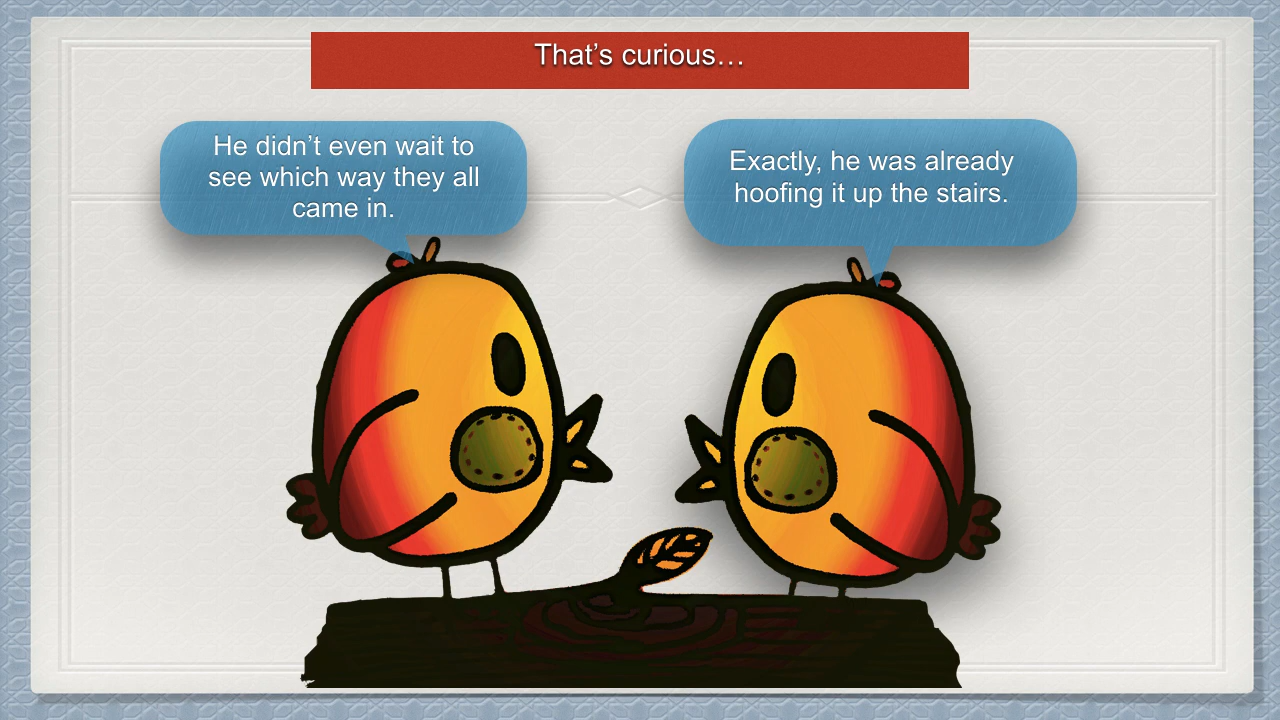 That’s curious…
He didn’t even wait to
see which way they all
came in.
Exactly, he was already
hoofing it up the stairs.